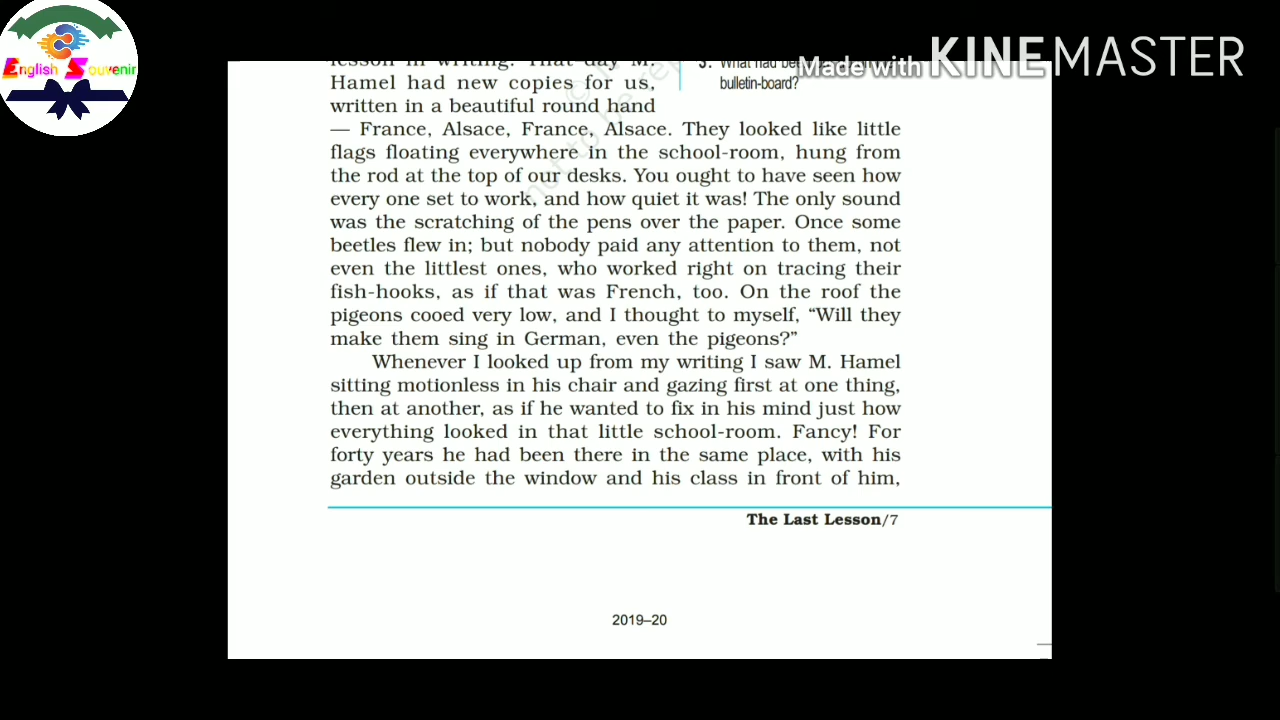 English Souvenir
Made with KINEMASTER
lesson in writing. That day M.
Hamel had new copies for us,
written in a beautiful round hand
3. What had been
bulletin-board?
— France, Alsace, France, Alsace. They looked like little
flags floating everywhere in the school-room, hung from
the rod at the top of our desks. You ought to have seen how
every one set to work, and how quiet it was! The only sound
was the scratching of the pens over the paper. Once some
beetles flew in; but nobody paid any attention to them, not
even the littlest ones, who worked right on tracing their
fish-hooks, as if that was French, too. On the roof the
pigeons cooed very low, and I thought to myself, “Will they
make them sing in German, even the pigeons?”
Whenever I looked up from my writing I saw M. Hamel
sitting motionless in his chair and gazing first at one thing,
then at another, as if he wanted to fix in his mind just how
everything looked in that little school-room. Fancy! For
forty years he had been there in the same place, with his
garden outside the window and his class in front of him,
The Last Lesson/7
2019–20